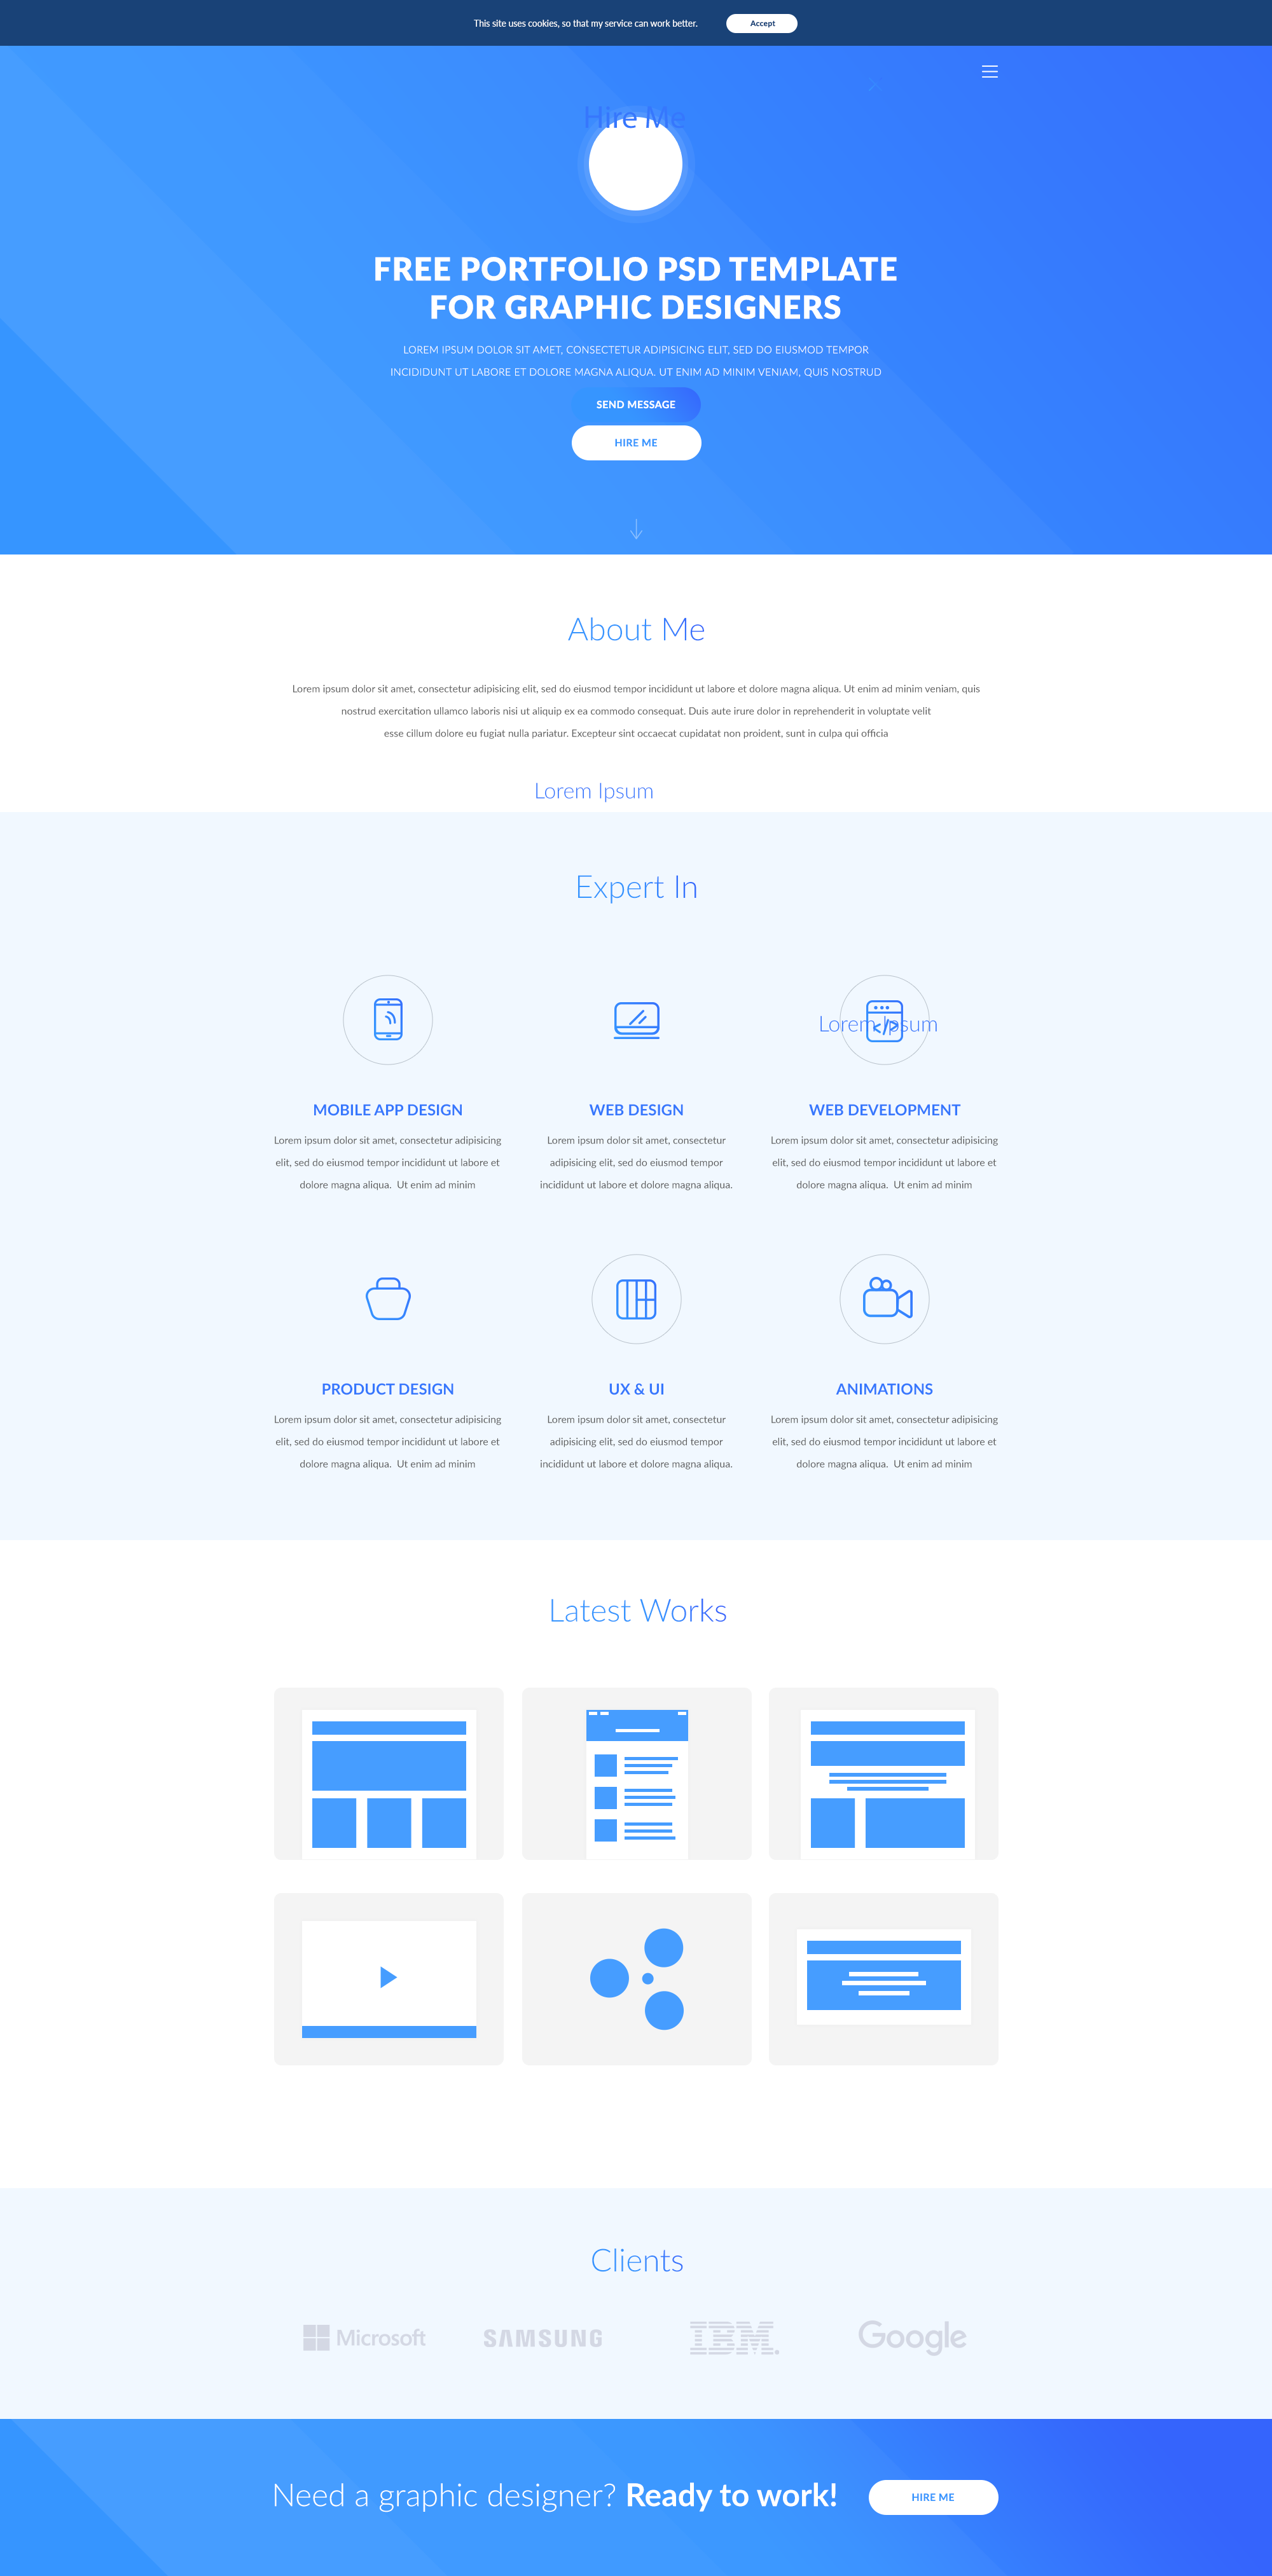 This site uses cookies, so that my service can work better.
Accept
Hire Me
FREE PORTFOLIO PSD TEMPLATE
FOR GRAPHIC DESIGNERS
LOREM IPSUM DOLOR SIT AMET, CONSECTETUR ADIPISICING ELIT, SED DO EIUSMOD TEMPOR
INCIDIDUNT UT LABORE ET DOLORE MAGNA ALIQUA. UT ENIM AD MINIM VENIAM, QUIS NOSTRUD
SEND MESSAGE
HIRE ME
About Me
Lorem ipsum dolor sit amet, consectetur adipisicing elit, sed do eiusmod tempor incididunt ut labore et dolore magna aliqua. Ut enim ad minim veniam, quis
nostrud exercitation ullamco laboris nisi ut aliquip ex ea commodo consequat. Duis aute irure dolor in reprehenderit in voluptate velit
esse cillum dolore eu fugiat nulla pariatur. Excepteur sint occaecat cupidatat non proident, sunt in culpa qui officia
Lorem Ipsum
Expert In
Lorem Ipsum
MOBILE APP DESIGN
Lorem ipsum dolor sit amet, consectetur adipisicing
elit, sed do eiusmod tempor incididunt ut labore et
dolore magna aliqua.  Ut enim ad minim
WEB DESIGN
Lorem ipsum dolor sit amet, consectetur
adipisicing elit, sed do eiusmod tempor
incididunt ut labore et dolore magna aliqua.
WEB DEVELOPMENT
Lorem ipsum dolor sit amet, consectetur adipisicing
elit, sed do eiusmod tempor incididunt ut labore et
dolore magna aliqua.  Ut enim ad minim
PRODUCT DESIGN
Lorem ipsum dolor sit amet, consectetur adipisicing
elit, sed do eiusmod tempor incididunt ut labore et
dolore magna aliqua.  Ut enim ad minim
UX & UI
Lorem ipsum dolor sit amet, consectetur
adipisicing elit, sed do eiusmod tempor
incididunt ut labore et dolore magna aliqua.
ANIMATIONS
Lorem ipsum dolor sit amet, consectetur adipisicing
elit, sed do eiusmod tempor incididunt ut labore et
dolore magna aliqua.  Ut enim ad minim
Latest Works
Clients
Microsoft
SAMSUNG
IBM
Google
Need a graphic designer? Ready to work!
HIRE ME